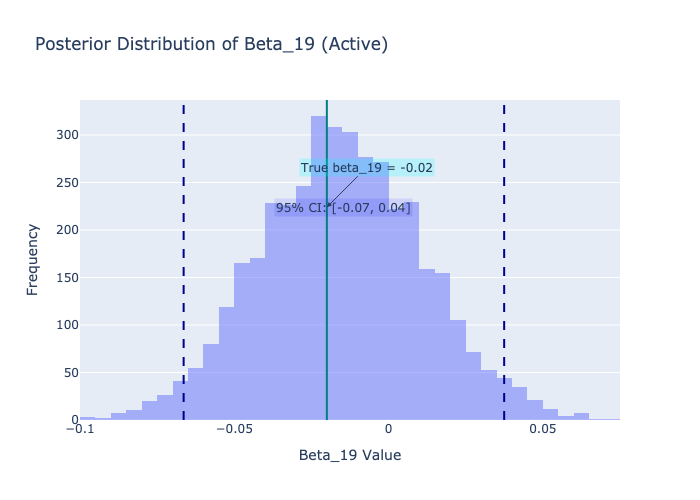 Posterior Distribution of Beta_19 (Active)
300
250
200
150
100
50
0
Frequency
True beta_19 = -0.02
95% CI: [-0.07, 0.04]
−0.1
−0.05
0
0.05
Beta_19 Value